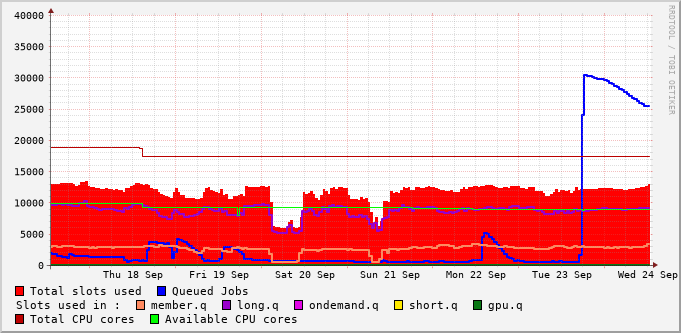 40000
35000
30000
25000
20000
15000
10000
5000
0
Thu 18 Sep Fri 19 Sep Sat 20 Sep Sun 21 Sep Mon 22 Sep Tue 23 Sep Wed 24 Sep
Total slots used Queued Jobs
Slots used in : member.q long.q ondemand.q short.q gpu.q
Total CPU cores Available CPU cores
RRDTOOL / TOBI OETIKER